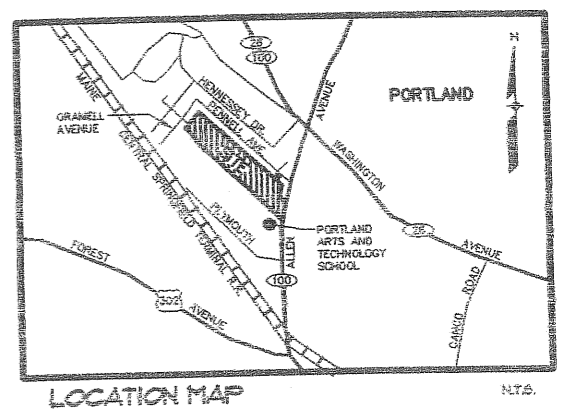 26
100
N
PORTLAND
HENNESSEY DR.
PENNELL AVE.
AVENUE
MAINE
CENTRAL SPRINGFIELD TERMINAL R.R.
AVENUE
SITE
WASHINGTON
PLYMOUTH
PORTLAND
ARTS AND
TECHNOLOGY
SCHOOL
26
AVENUE
FOREST
302
AVENUE
ALLEN
100
CANCO ROAD
LOCATION MAP
N.T.S.